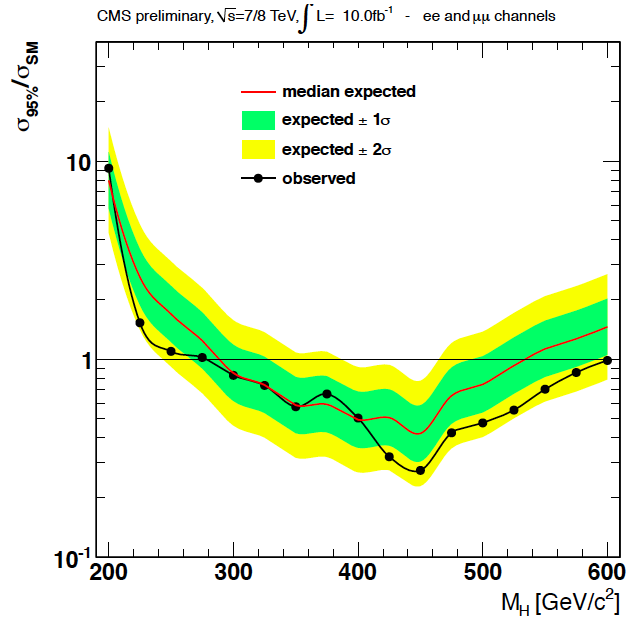 CMS preliminary, √s=7/8 TeV, ∫ L= 10.0fb⁻¹ - ee and μμ channels
σ95%/σSM
median expected
expected ± 1σ
expected ± 2σ
observed
10
1
10⁻¹
200 300 400 500 600
M_H [GeV/c²]